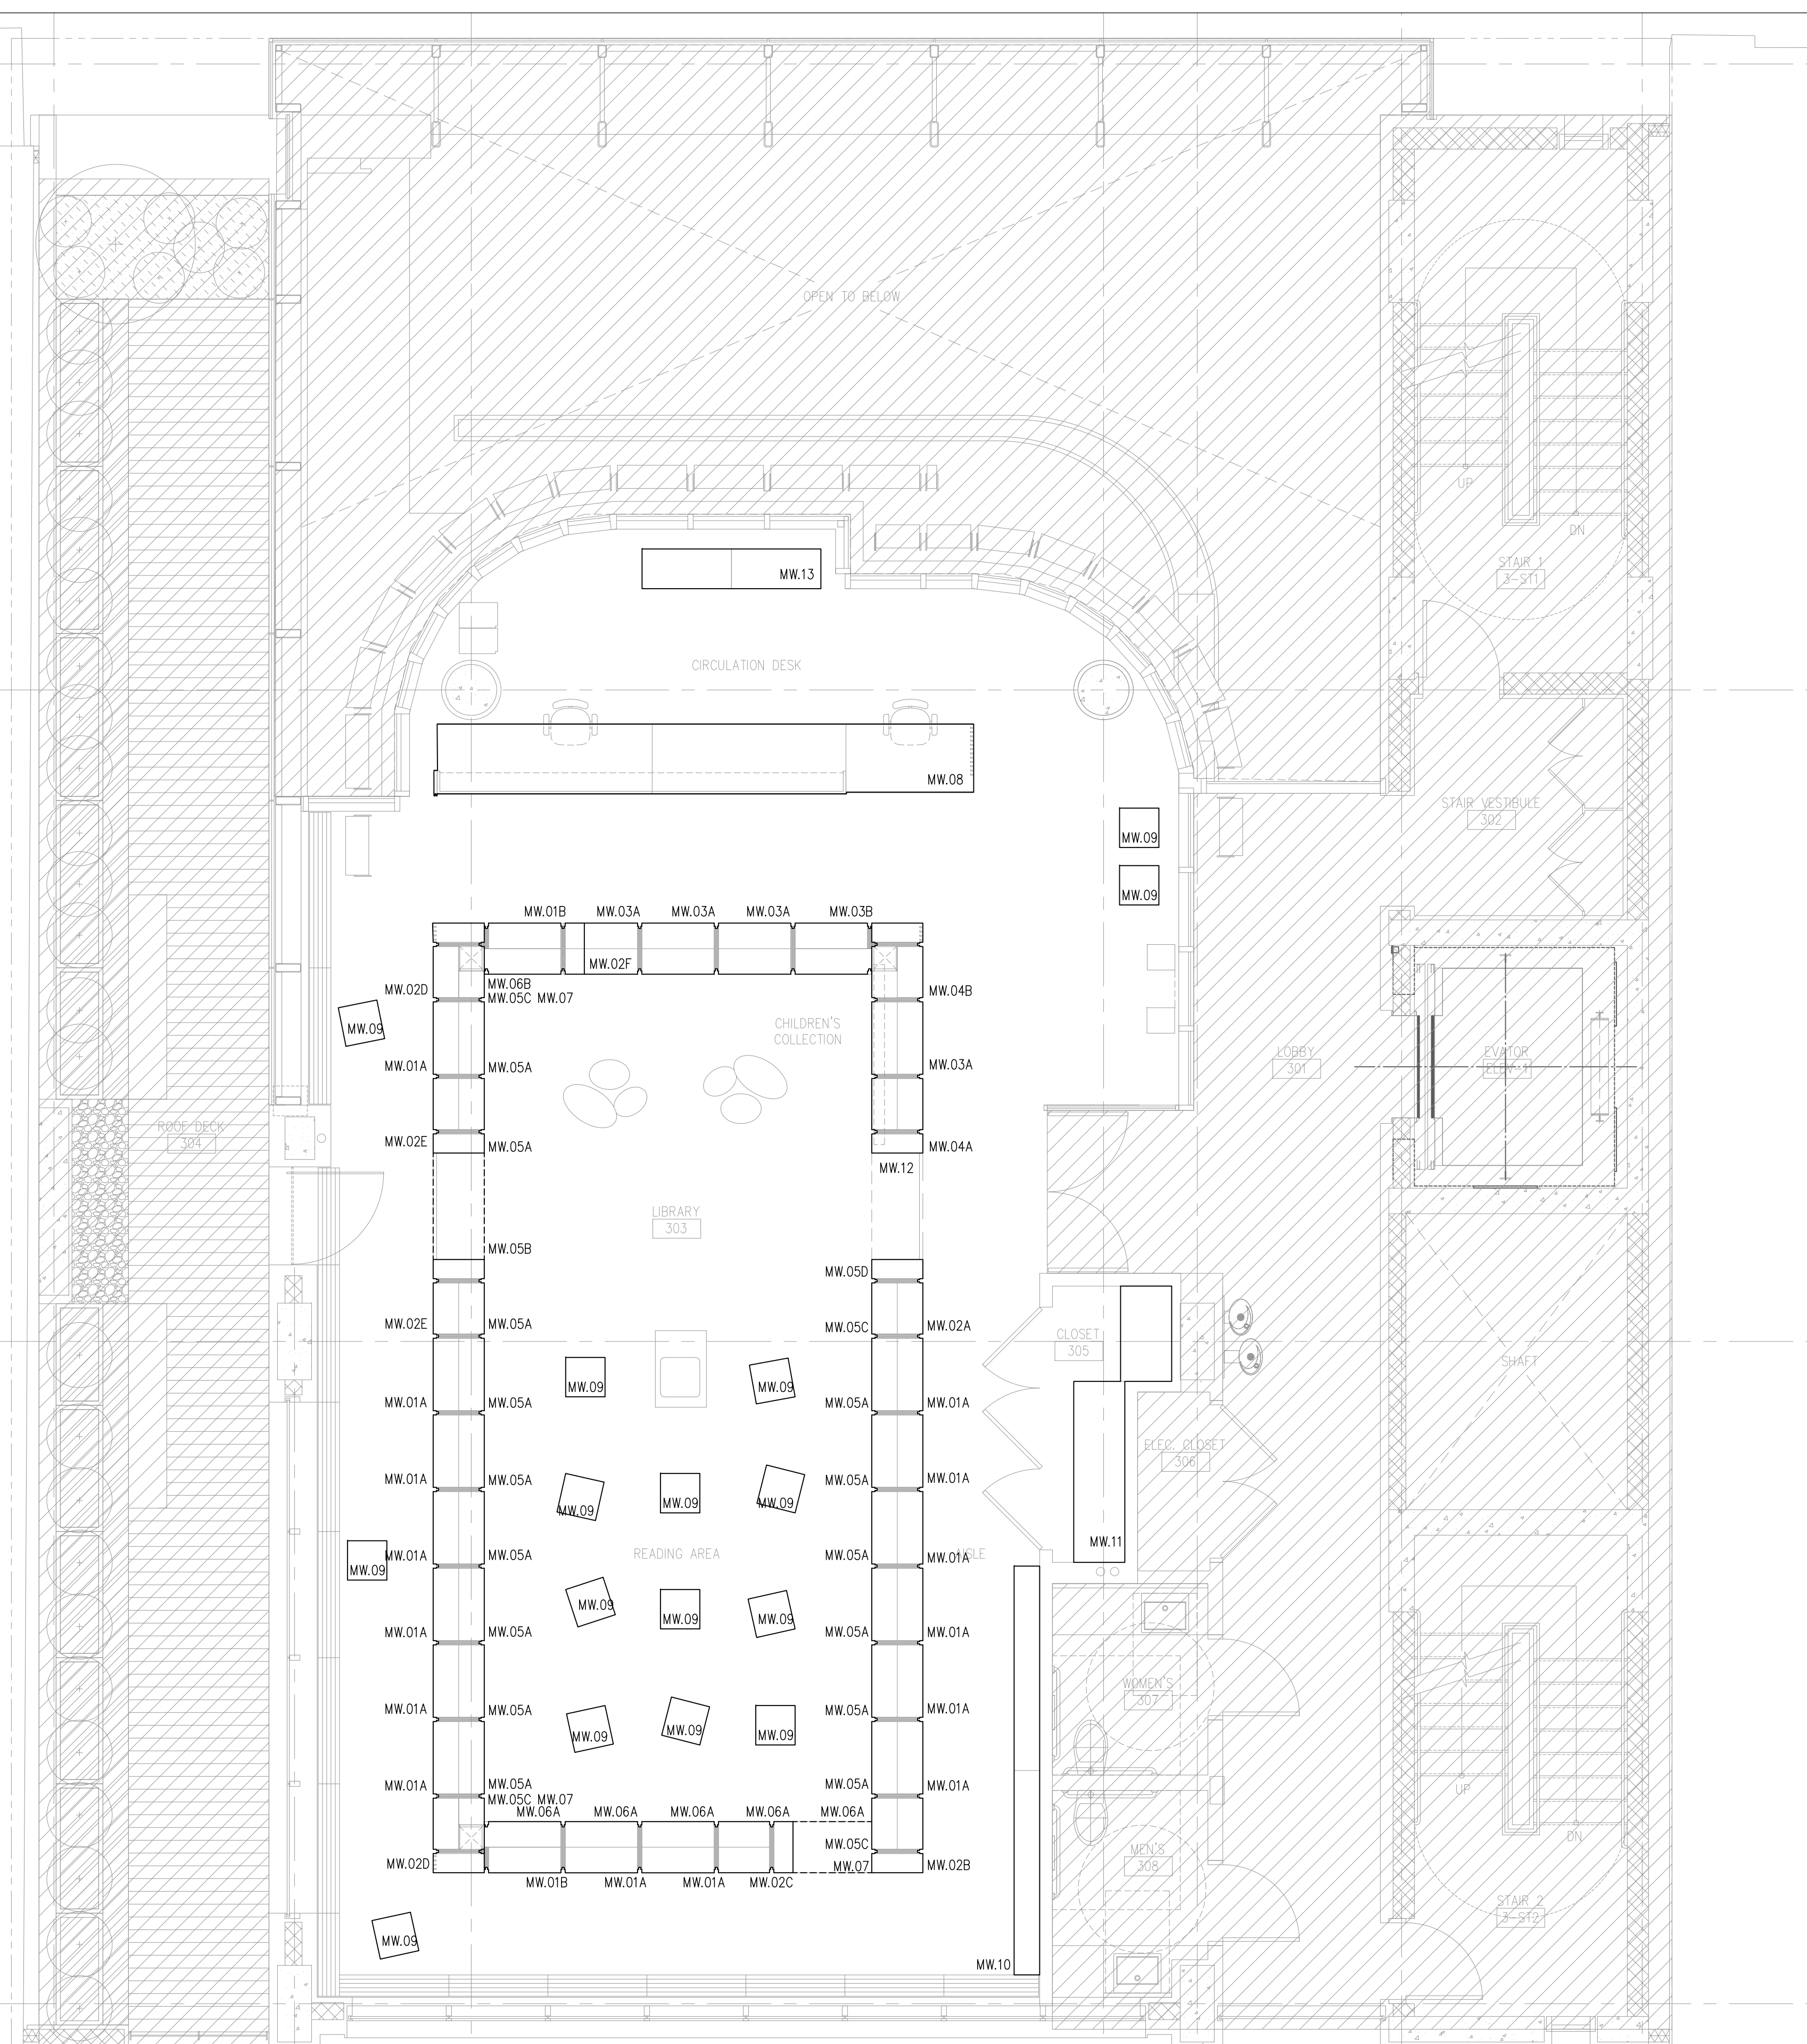 OPEN TO BELOW
UP
DN
STAIR 1
3-ST1
MW.13
CIRCULATION DESK
MW.08
STAIR VESTIBULE
302
MW.09
MW.09
MW.01B MW.03A MW.03A MW.03A MW.03B
MW.02F
MW.02D
MW.06B
MW.05C MW.07
MW.04B
MW.09
CHILDREN'S
COLLECTION
MW.01A
MW.05A
MW.03A
LOBBY
301
EVATOR
ELEV-1
ROOF DECK
304
MW.02E
MW.05A
MW.04A
MW.12
LIBRARY
303
MW.05B
MW.05D
MW.02E
MW.05A
MW.05C
MW.02A
CLOSET
305
SHAFT
MW.09
MW.09
MW.01A
MW.05A
MW.05A
MW.01A
ELEC. CLOSET
306
MW.01A
MW.05A
MW.05A
MW.01A
MW.09
MW.09
MW.09
MW.11
MW.01A
MW.05A
READING AREA
MW.05A
MW.01A
AISLE
MW.09
MW.09
MW.09
MW.09
MW.01A
MW.05A
MW.05A
MW.01A
WOMEN'S
307
MW.01A
MW.05A
MW.05A
MW.01A
MW.09
MW.09
MW.09
UP
DN
MW.01A
MW.05A
MW.05C MW.07
MW.05A
MW.01A
MW.06A MW.06A MW.06A MW.06A MW.06A
MW.05C
MEN'S
308
MW.02D
MW.07
MW.02B
MW.01B MW.01A MW.01A MW.02C
STAIR 2
3-ST2
MW.09
MW.10